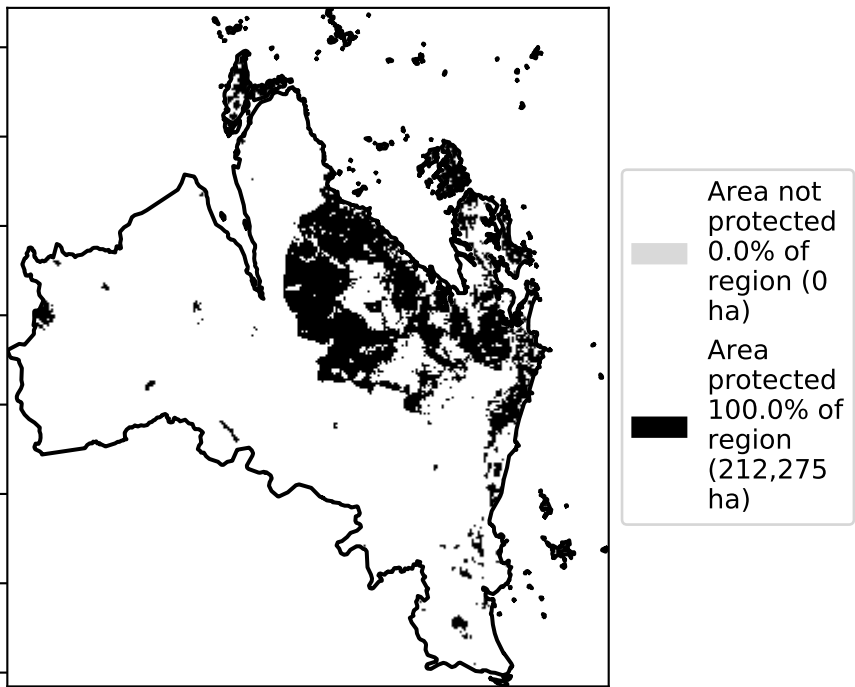 Area not
protected
0.0% of
region (0
ha)
Area
protected
100.0% of
region
(212,275
ha)